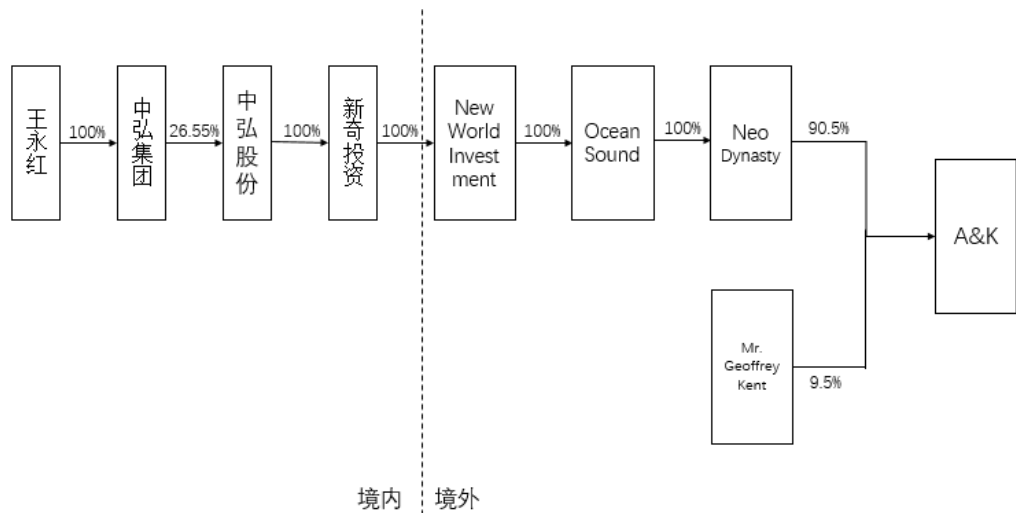 王永红
100%
中弘集团
26.55%
中弘股份
100%
新奇投资
100%
New
World
Invest
ment
100%
Ocean
Sound
100%
Neo
Dynasty
90.5%
A&K
Mr.
Geoffrey
Kent
9.5%
境内
境外